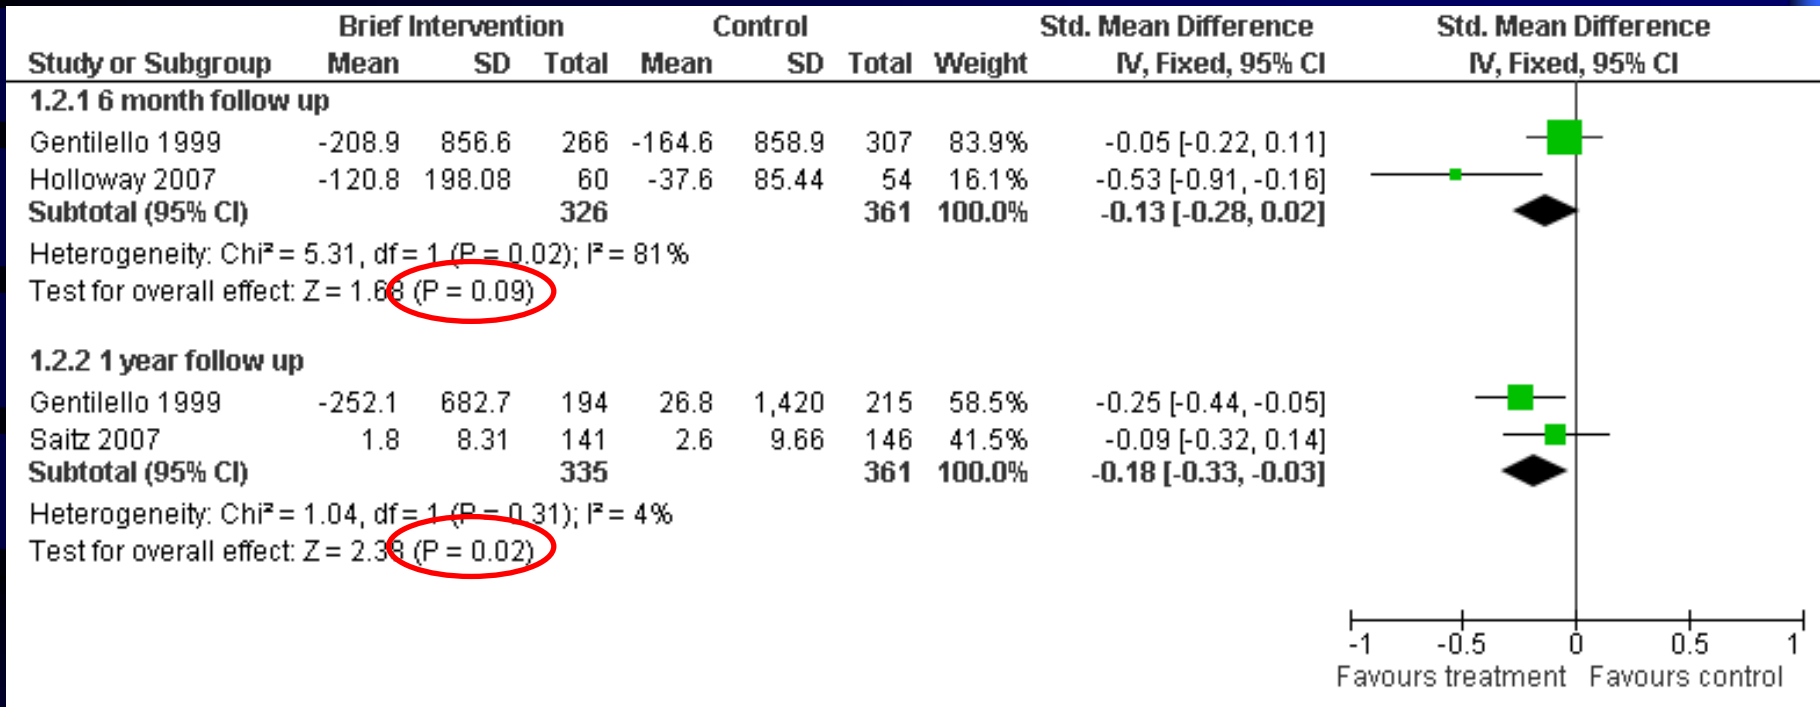 Brief Intervention Control Std. Mean Difference Std. Mean Difference
Study or Subgroup Mean SD Total Mean SD Total Weight IV, Fixed, 95% CI IV, Fixed, 95% CI
1.2.1 6 month follow up
Gentilello 1999 -208.9 856.6 266 -164.6 858.9 307 83.9% -0.05 [-0.22, 0.11]
Holloway 2007 -120.8 198.08 60 -37.6 85.44 54 16.1% -0.53 [-0.91, -0.16]
Subtotal (95% CI) 326 361 100.0% -0.13 [-0.28, 0.02]
Heterogeneity: Chi² = 5.31, df = 1 (P = 0.02); I² = 81%
Test for overall effect: Z = 1.68 (P = 0.09)
1.2.2 1 year follow up
Gentilello 1999 -252.1 682.7 194 26.8 1,420 215 58.5% -0.25 [-0.44, -0.05]
Saitz 2007 1.8 8.31 141 2.6 9.66 146 41.5% -0.09 [-0.32, 0.14]
Subtotal (95% CI) 335 361 100.0% -0.18 [-0.33, -0.03]
Heterogeneity: Chi² = 1.04, df = 1 (P = 0.31); I² = 4%
Test for overall effect: Z = 2.38 (P = 0.02)
-1 -0.5 0 0.5 1
Favours treatment Favours control